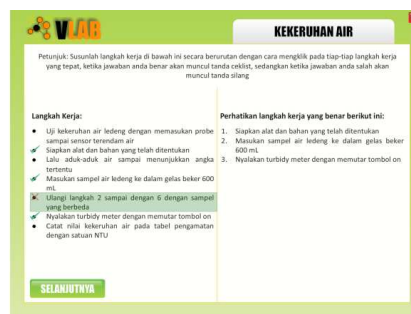 VLAB
KEKERUHAN AIR
Petunjuk: Susunlah langkah kerja di bawah ini secara berurutan dengan cara mengklik pada tiap-tiap langkah kerja
yang tepat, ketika jawaban anda benar akan muncul tanda ceklist, sedangkan ketika jawaban anda salah akan
muncul tanda silang
Langkah Kerja:
Uji kekeruhan air ledeng dengan memasukan probe
sampai sensor terendam air
Siapkan alat dan bahan yang telah ditentukan
Lalu aduk-aduk air sampai menunjukkan angka
tertentu
Masukan sampel air ledeng ke dalam gelas beker 600
mL
Ulangi langkah 2 sampai dengan 6 dengan sampel
yang berbeda
Nyalakan turbidy meter dengan memutar tombol on
Catat nilai kekeruhan air pada tabel pengamatan
dengan satuan NTU
Perhatikan langkah kerja yang benar berikut ini:
1. Siapkan alat dan bahan yang telah ditentukan
2. Masukan sampel air ledeng ke dalam gelas beker
600 mL
3. Nyalakan turbidy meter dengan memutar tombol on
SELANJUTNYA